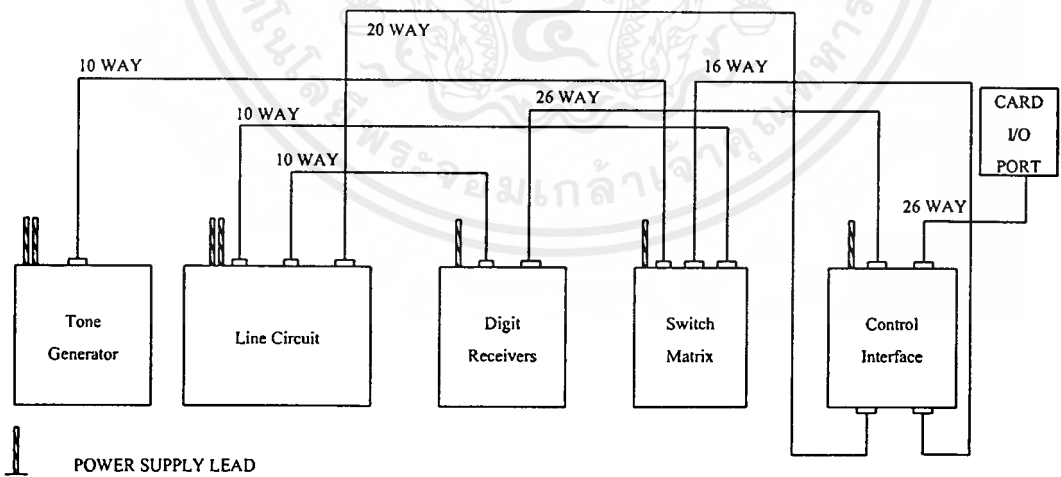 20 WAY
10 WAY
16 WAY
26 WAY
CARD
I/O
PORT
10 WAY
10 WAY
26 WAY
Tone
Generator
Line Circuit
Digit
Receivers
Switch
Matrix
Control
Interface
POWER SUPPLY LEAD